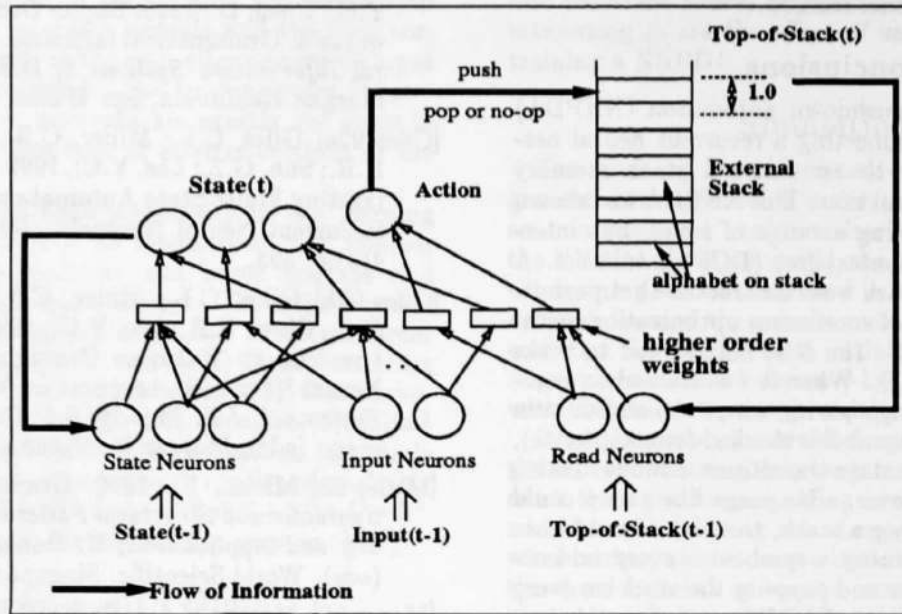 Top-of-Stack(t)
push
1.0
pop or no-op
External
Stack
State(t)
Action
alphabet on stack
higher order
weights
. .
State Neurons
Input Neurons
Read Neurons
State(t-1)
Input(t-1)
Top-of-Stack(t-1)
Flow of Information